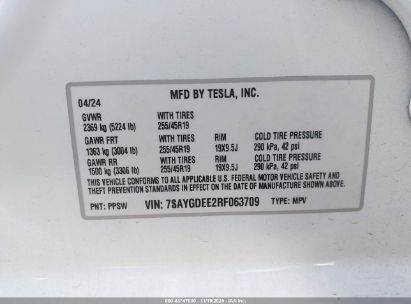 MFD BY TESLA, INC.
04/24
GVWR WITH TIRES
2369 kg (5224 lb) 255/45R19
GAWR FRT WITH TIRES RIM COLD TIRE PRESSURE
1363 kg (3004 lb) 255/45R19 19X9.5J 290 kPa, 42 psi
GAWR RR WITH TIRES RIM COLD TIRE PRESSURE
1500 kg (3306 lb) 255/45R19 19X9.5J 290 kPa, 42 psi
THIS VEHICLE CONFORMS TO ALL APPLICABLE U.S. FEDERAL MOTOR VEHICLE SAFETY AND
THEFT PREVENTION STANDARDS IN EFFECT ON THE DATE OF MANUFACTURE SHOWN ABOVE.
PNT: PPSW VIN: 7SAYGDEE2RF063709 TYPE: MPV